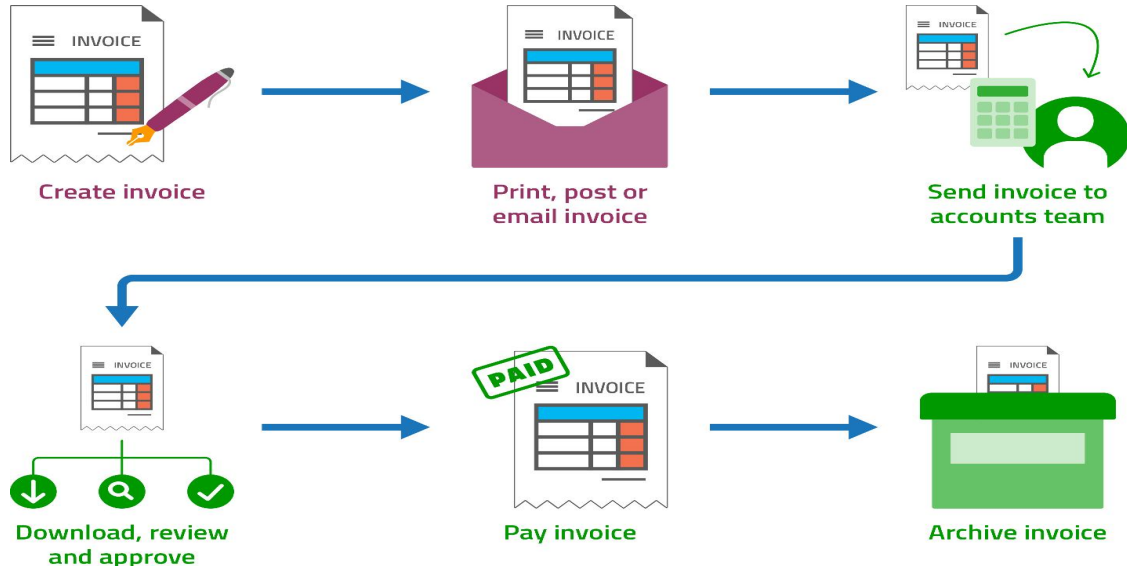 INVOICE
Create invoice
INVOICE
Print, post or
email invoice
INVOICE
Send invoice to
accounts team
INVOICE
Download, review
and approve
PAID
INVOICE
Pay invoice
INVOICE
Archive invoice